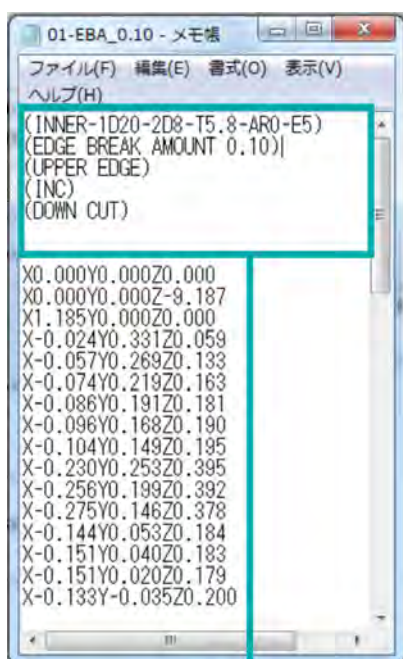 01-EBA_0.10 - メモ帳
ファイル(F) 編集(E) 書式(O) 表示(V)
ヘルプ(H)
(INNER-1D20-2D8-T5.8-AR0-E5)
(EDGE BREAK AMOUNT 0.10)
(UPPER EDGE)
(INC)
(DOWN CUT)
X0.000Y0.000Z0.000
X0.000Y0.000Z-9.187
X1.185Y0.000Z0.000
X-0.024Y0.331Z0.059
X-0.057Y0.269Z0.133
X-0.074Y0.219Z0.163
X-0.086Y0.191Z0.181
X-0.096Y0.168Z0.190
X-0.104Y0.149Z0.195
X-0.230Y0.253Z0.395
X-0.256Y0.199Z0.392
X-0.275Y0.146Z0.378
X-0.144Y0.053Z0.184
X-0.151Y0.040Z0.183
X-0.151Y0.020Z0.179
X-0.133Y-0.035Z0.200